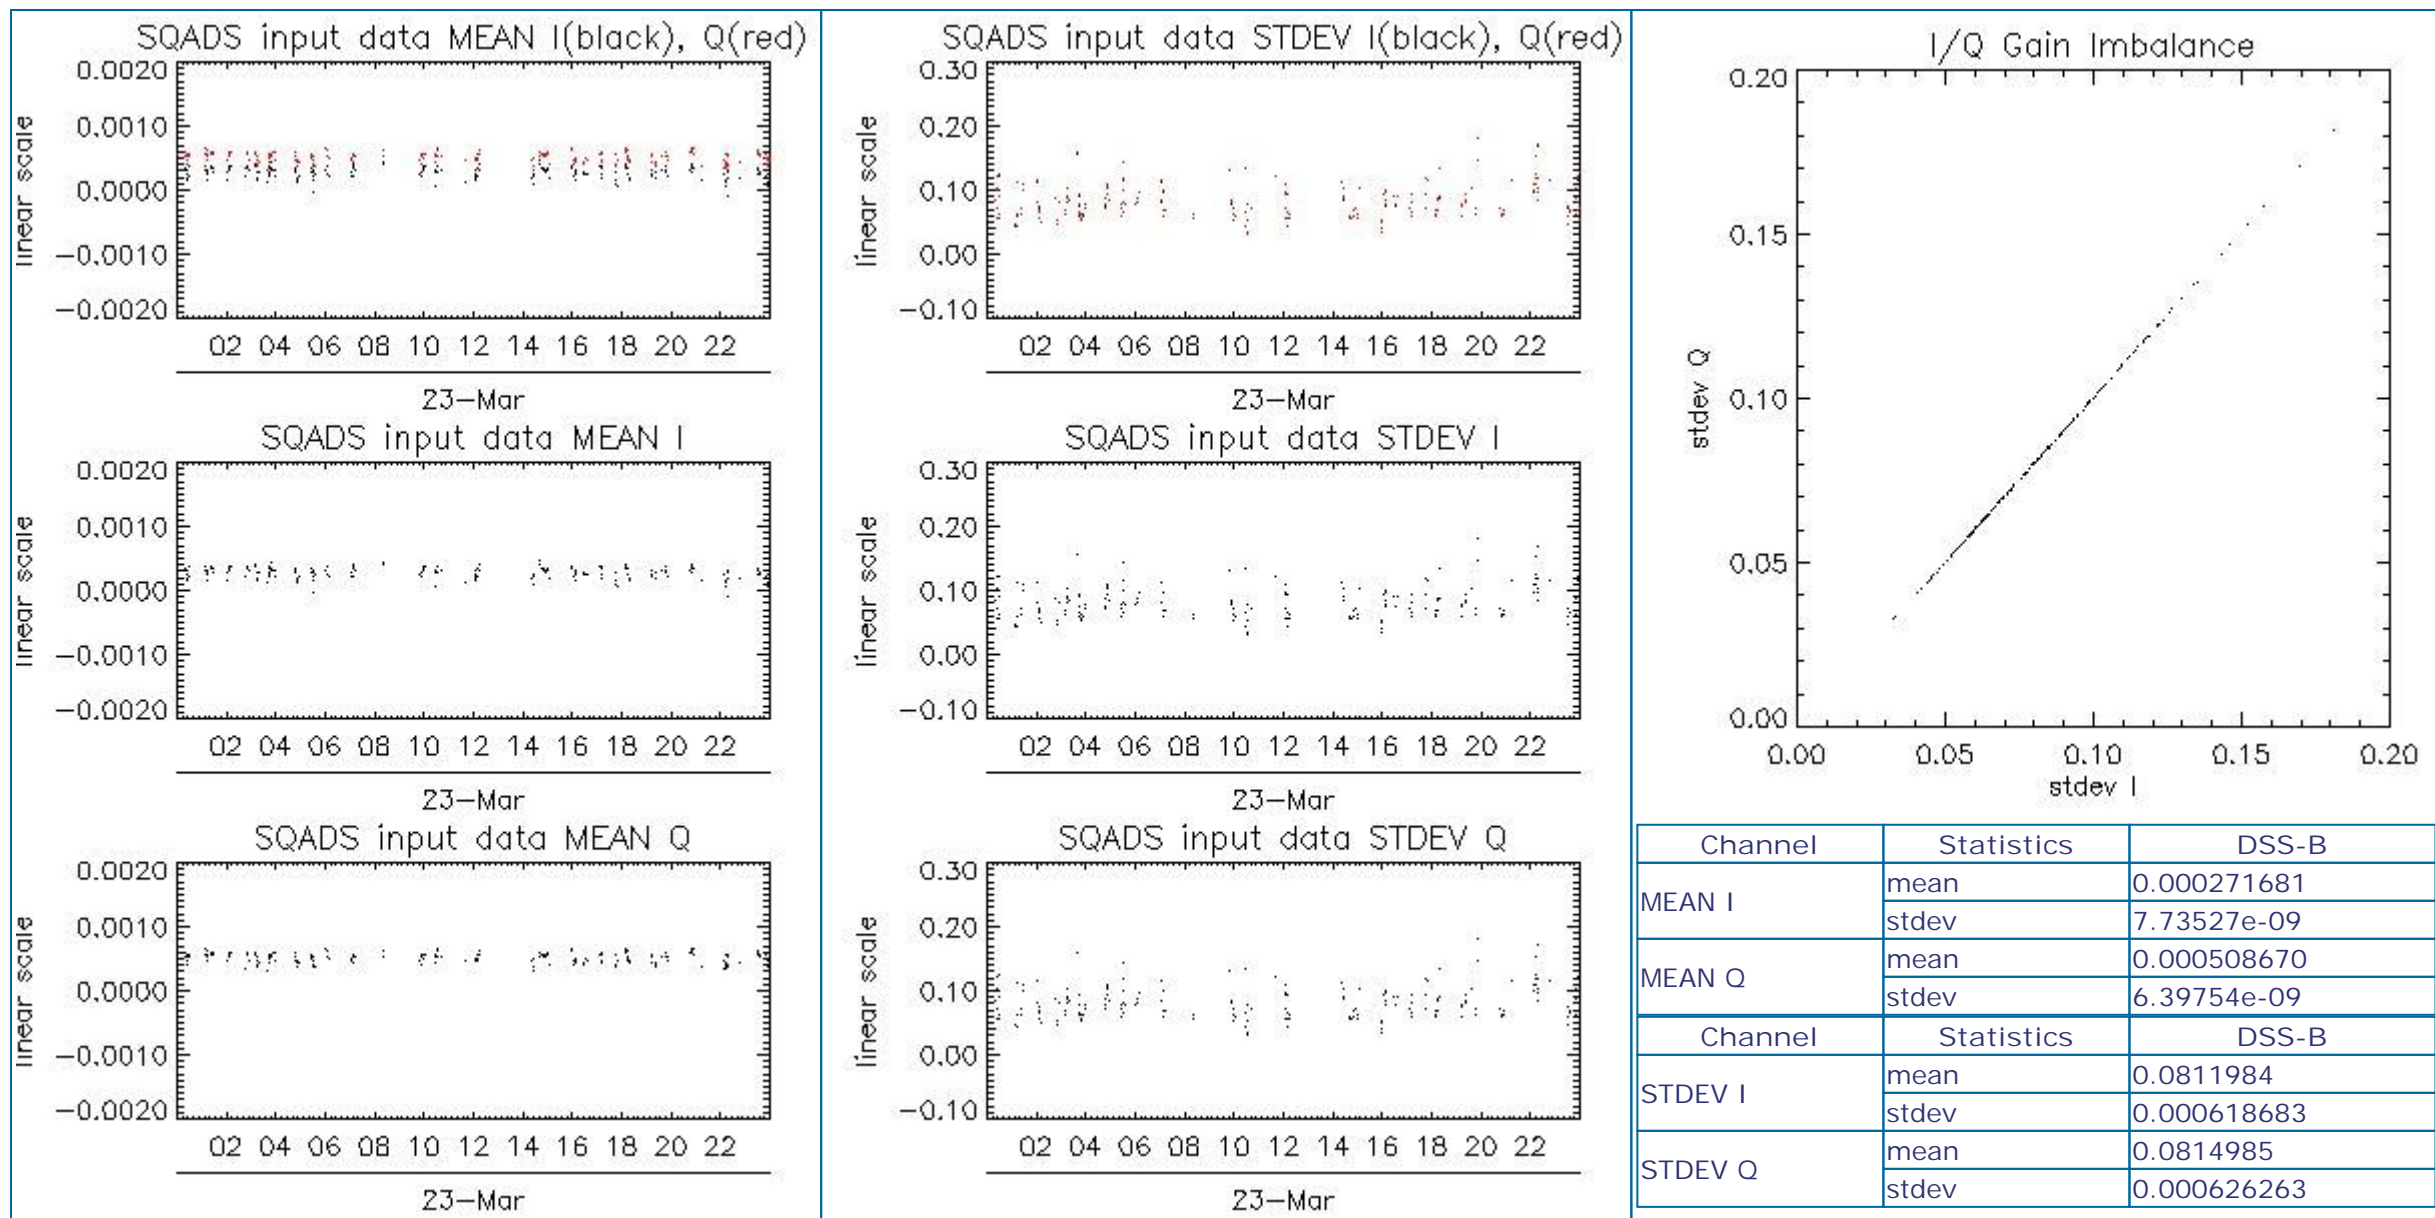 SQADS input data MEAN I(black), Q(red)
0.0020
0.0010
0.0000
−0.0010
−0.0020
linear scale
02 04 06 08 10 12 14 16 18 20 22
23−Mar
SQADS input data MEAN I
0.0020
0.0010
0.0000
−0.0010
−0.0020
linear scale
02 04 06 08 10 12 14 16 18 20 22
23−Mar
SQADS input data MEAN Q
0.0020
0.0010
0.0000
−0.0010
−0.0020
linear scale
02 04 06 08 10 12 14 16 18 20 22
23−Mar
SQADS input data STDEV I(black), Q(red)
0.30
0.20
0.10
0.00
−0.10
linear scale
02 04 06 08 10 12 14 16 18 20 22
23−Mar
SQADS input data STDEV I
0.30
0.20
0.10
0.00
−0.10
linear scale
02 04 06 08 10 12 14 16 18 20 22
23−Mar
SQADS input data STDEV Q
0.30
0.20
0.10
0.00
−0.10
linear scale
02 04 06 08 10 12 14 16 18 20 22
23−Mar
I/Q Gain Imbalance
0.20
0.15
0.10
0.05
0.00
stdev Q
0.00 0.05 0.10 0.15 0.20
stdev I
Channel Statistics DSS-B
MEAN I mean 0.000271681
stdev 7.73527e-09
MEAN Q mean 0.000508670
stdev 6.39754e-09
Channel Statistics DSS-B
STDEV I mean 0.0811984
stdev 0.000618683
STDEV Q mean 0.0814985
stdev 0.000626263